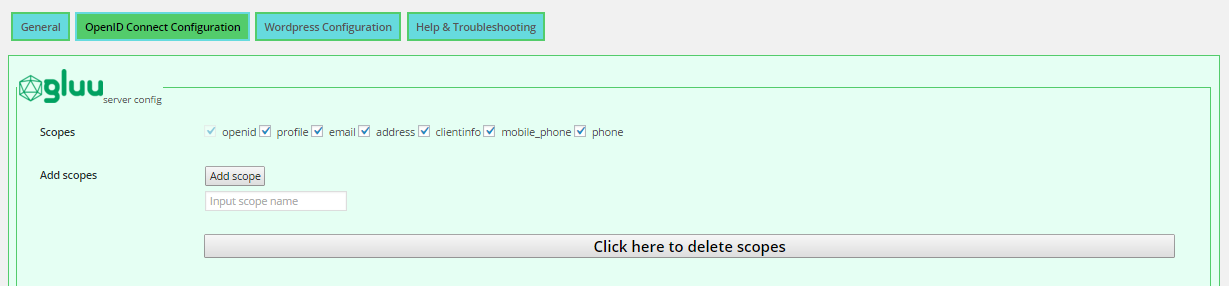 General OpenID Connect Configuration Wordpress Configuration Help & Troubleshooting
gluu server config
Scopes openid profile email address clientinfo mobile_phone phone
Add scopes Add scope
Input scope name
Click here to delete scopes